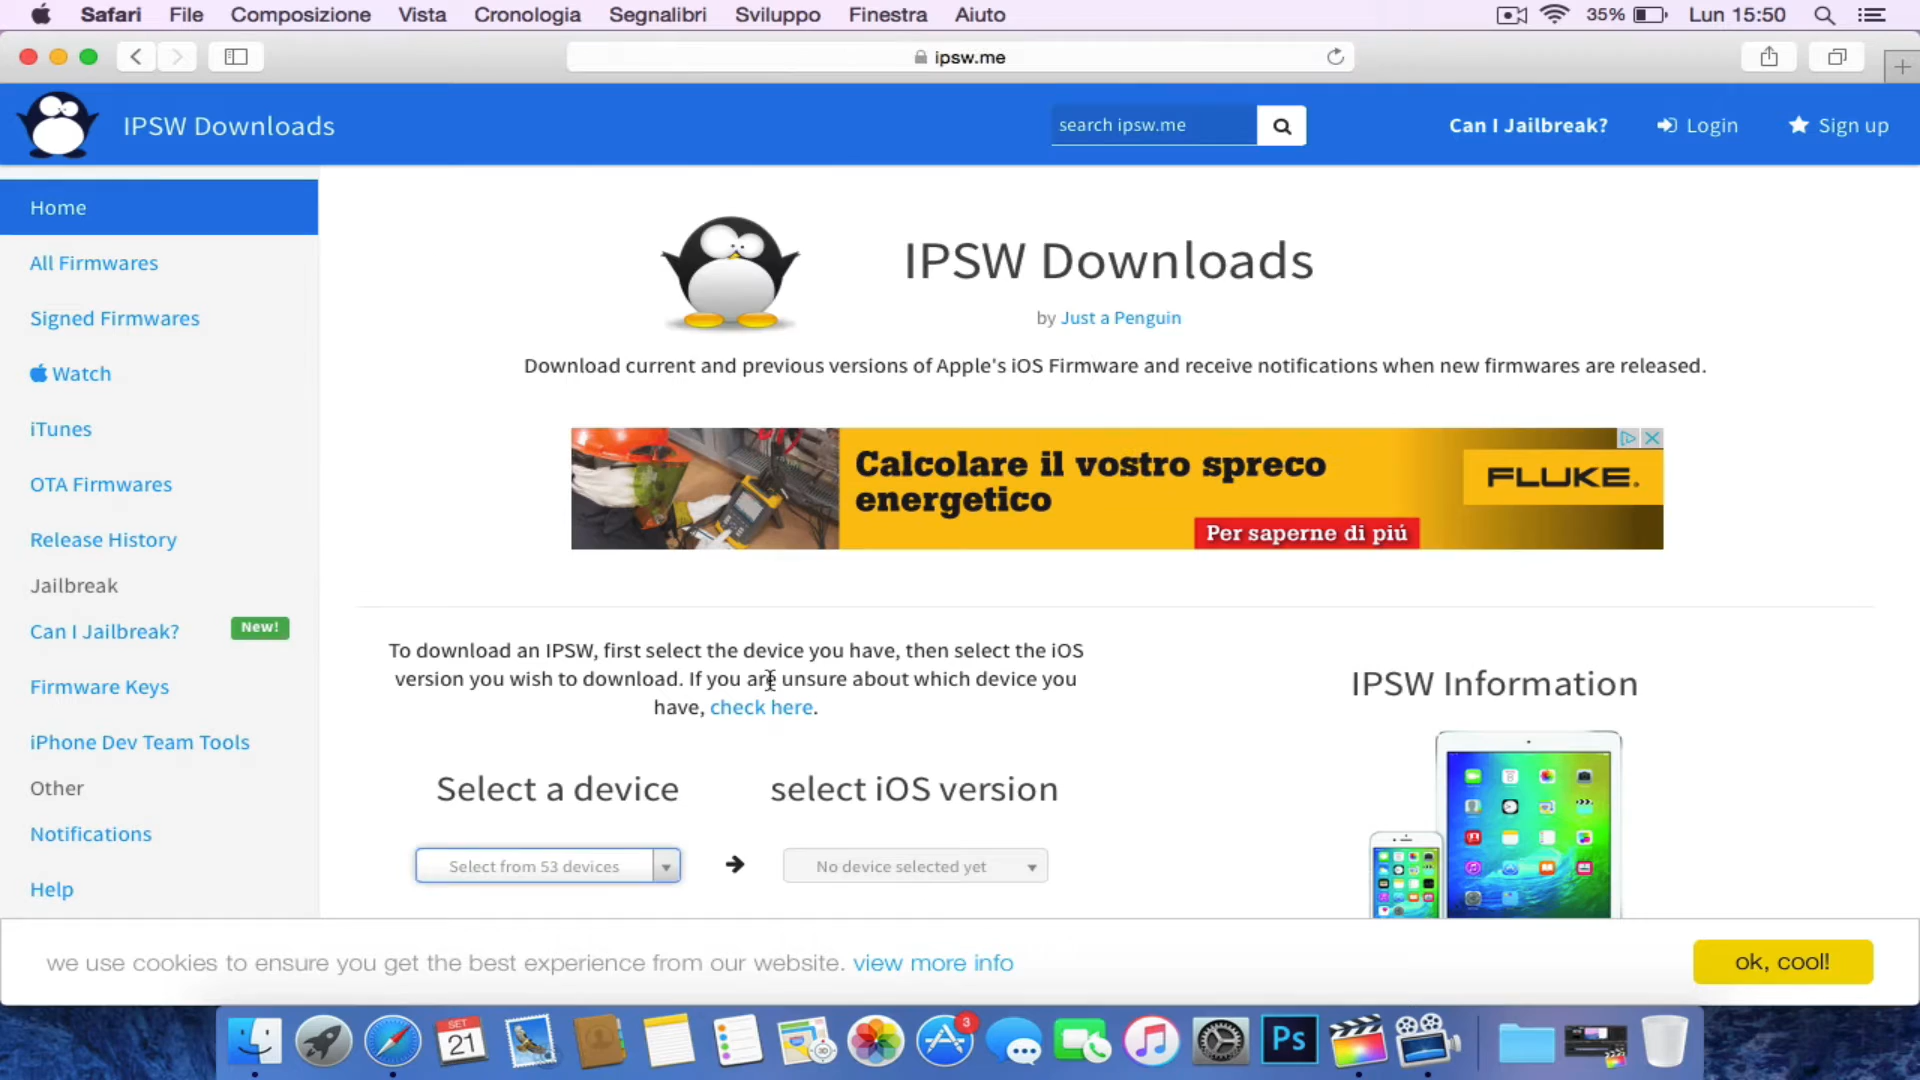 Safari File Composizione Vista Cronologia Segnalibri Sviluppo Finestra Aiuto 35% Lun 15:50
ipsw.me
IPSW Downloads
search ipsw.me
Can I Jailbreak?
Login
Sign up
Home
All Firmwares
Signed Firmwares
Watch
iTunes
OTA Firmwares
Release History
Jailbreak
Can I Jailbreak? New!
Firmware Keys
iPhone Dev Team Tools
Other
Notifications
Help
IPSW Downloads
by Just a Penguin
Download current and previous versions of Apple's iOS Firmware and receive notifications when new firmwares are released.
Calcolare il vostro spreco
energetico
Per saperne di piú
FLUKE.
To download an IPSW, first select the device you have, then select the iOS
version you wish to download. If you are unsure about which device you
have, check here.
Select a device
select iOS version
Select from 53 devices
No device selected yet
IPSW Information
we use cookies to ensure you get the best experience from our website. view more info
ok, cool!
SET
21
3
Ps